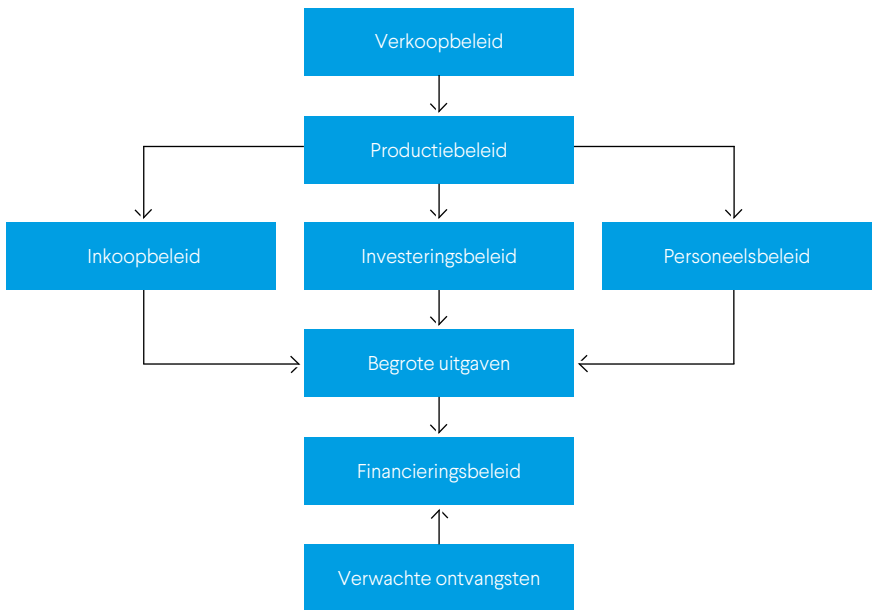 Verkoopbeleid
Productiebeleid
Inkoopbeleid
Investeringsbeleid
Personeelsbeleid
Begrote uitgaven
Financieringsbeleid
Verwachte ontvangsten